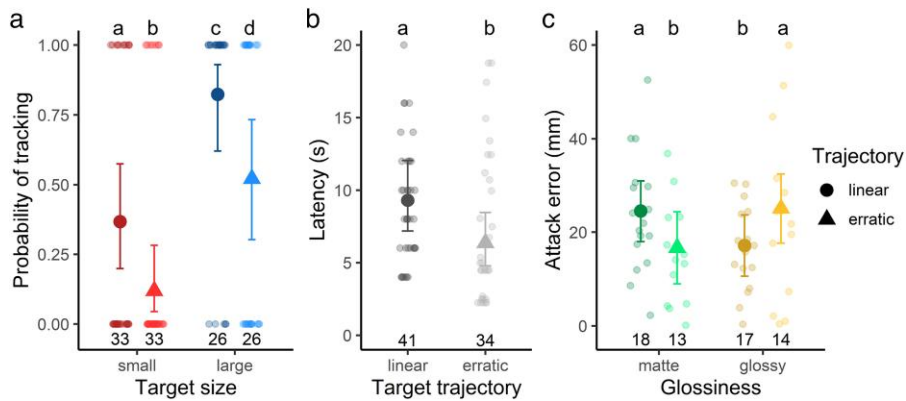 a
a b c d
1.00
0.75
0.50
0.25
0.00
Probability of tracking
33 33 26 26
small large
Target size
b
a b
20
15
10
5
0
Latency (s)
41 34
linear erratic
Target trajectory
c
a b b a
60
40
20
0
Attack error (mm)
18 13 17 14
matte glossy
Glossiness
Trajectory
linear
erratic